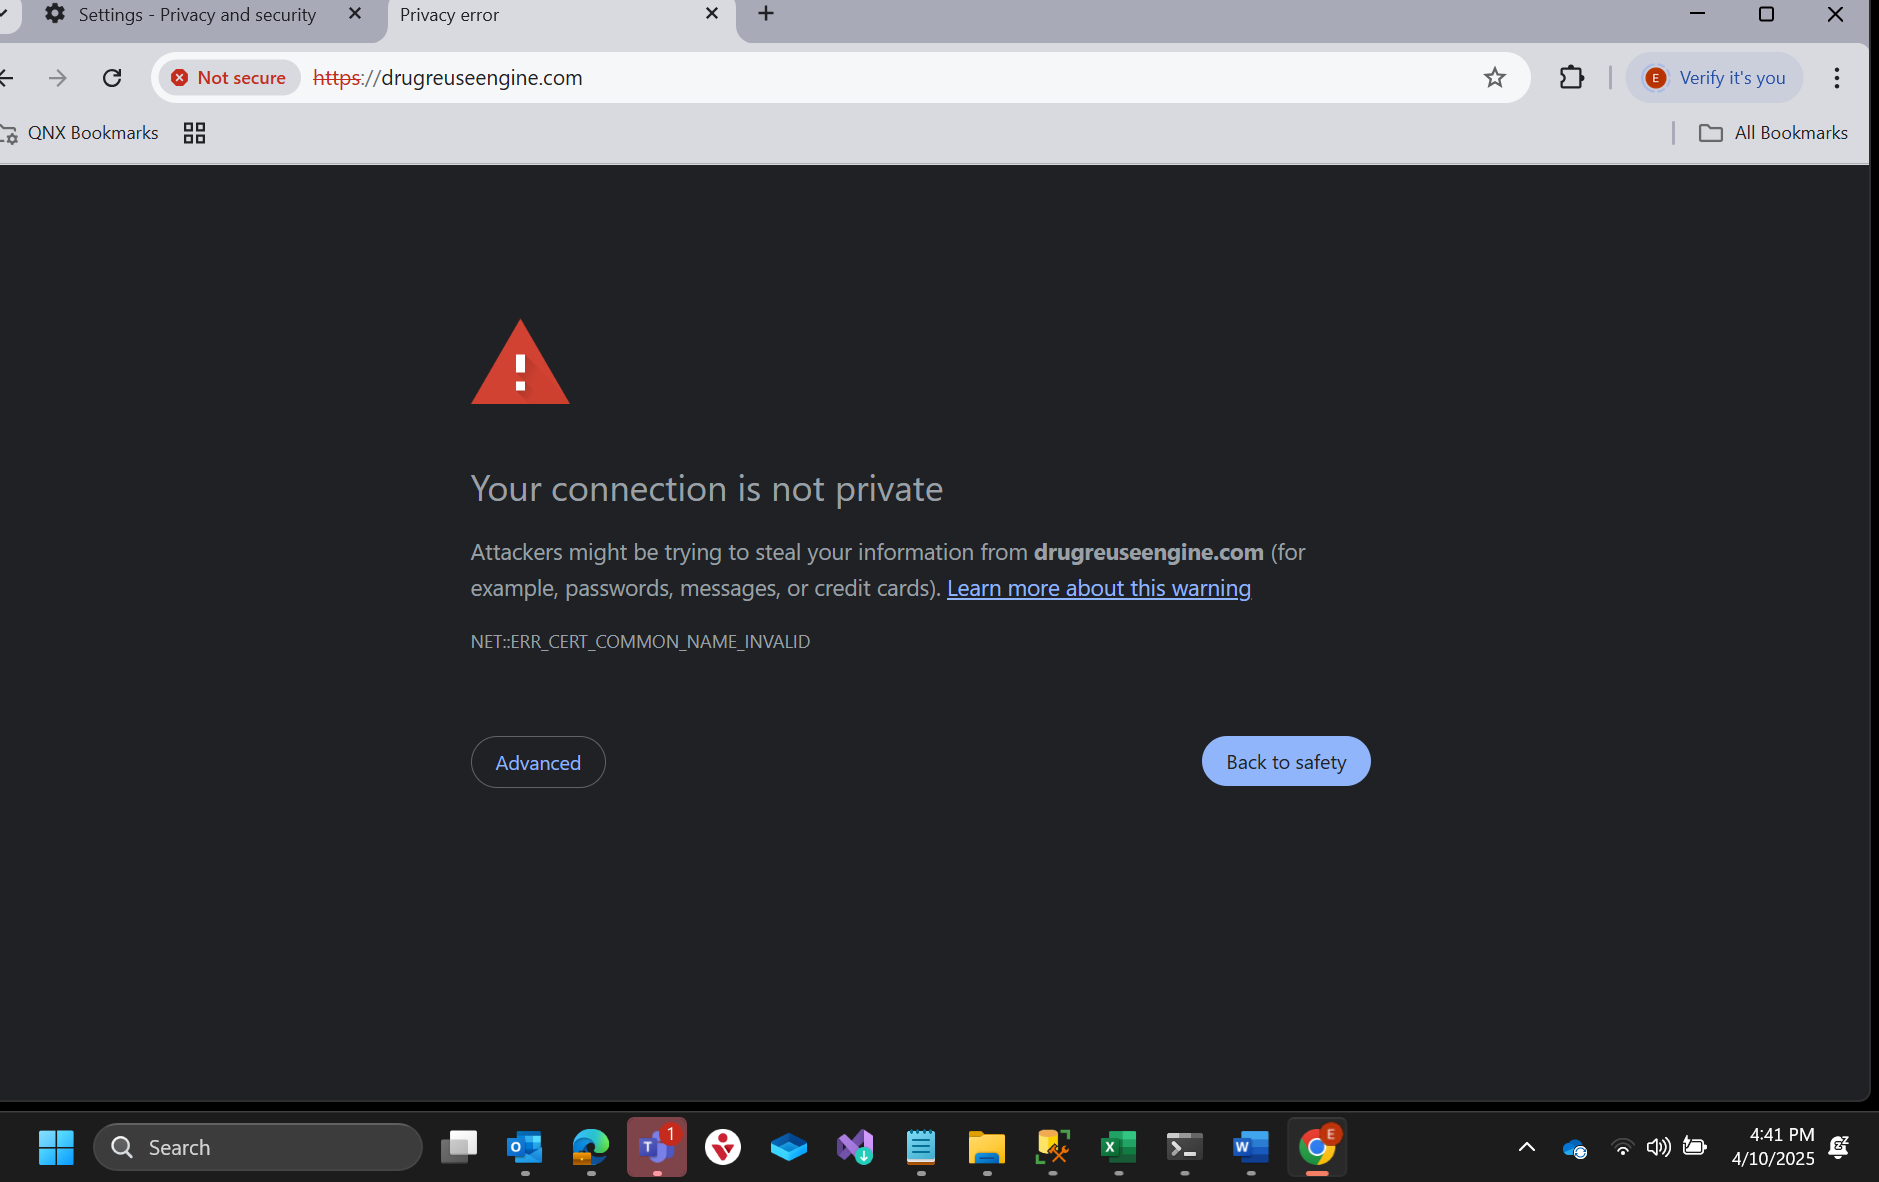 Settings - Privacy and security
Privacy error
Not secure
https://drugreuseengine.com
E
Verify it's you
QNX Bookmarks
All Bookmarks
Your connection is not private
Attackers might be trying to steal your information from drugreuseengine.com (for
example, passwords, messages, or credit cards). Learn more about this warning
NET::ERR_CERT_COMMON_NAME_INVALID
Advanced
Back to safety
Search
O
T
1
X
W
E
4:41 PM
4/10/2025